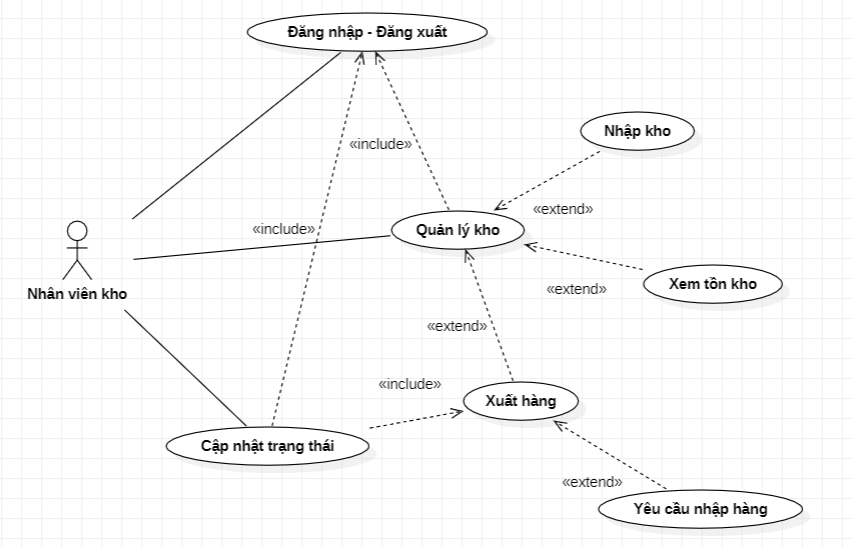 Đăng nhập - Đăng xuất
Nhập kho
«include»
«extend»
«include»
Quản lý kho
Xem tồn kho
«extend»
Nhân viên kho
«extend»
«include»
Xuất hàng
Cập nhật trạng thái
«extend»
Yêu cầu nhập hàng